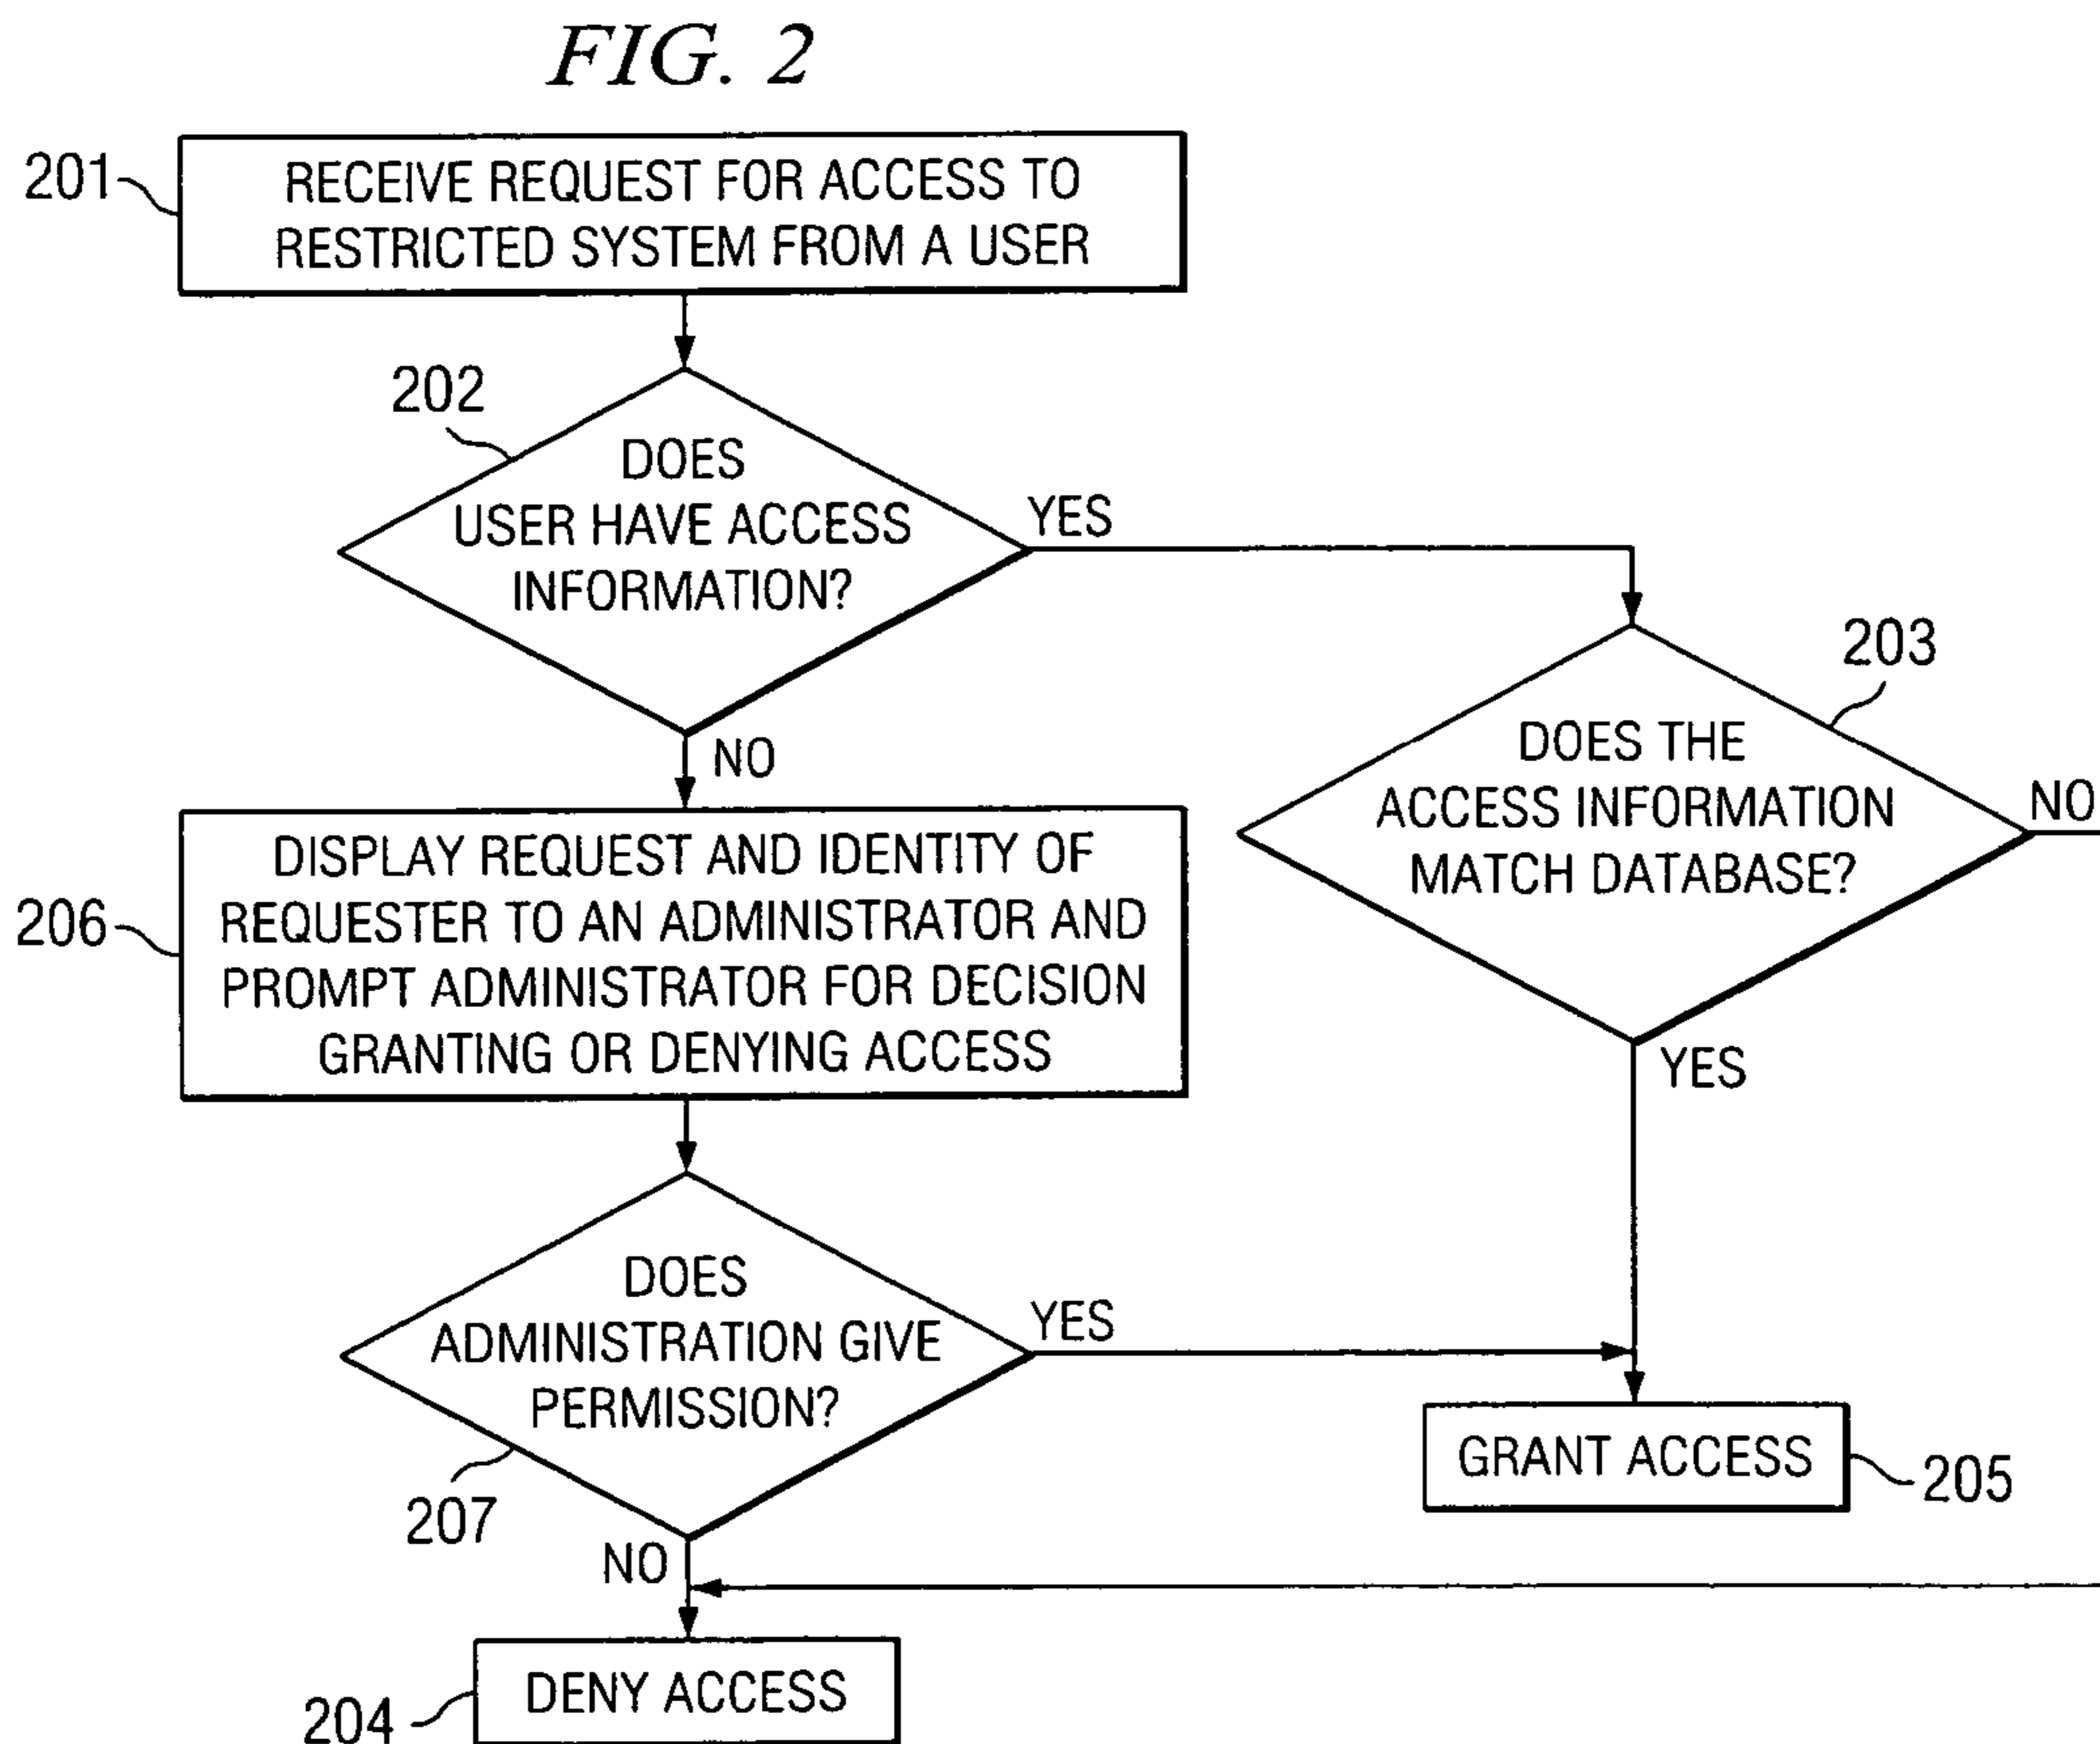 FIG. 2
201
RECEIVE REQUEST FOR ACCESS TO
RESTRICTED SYSTEM FROM A USER
202
DOES
USER HAVE ACCESS
INFORMATION?
YES
NO
203
DOES THE
ACCESS INFORMATION
MATCH DATABASE?
NO
YES
206
DISPLAY REQUEST AND IDENTITY OF
REQUESTER TO AN ADMINISTRATOR AND
PROMPT ADMINISTRATOR FOR DECISION
GRANTING OR DENYING ACCESS
DOES
ADMINISTRATION GIVE
PERMISSION?
YES
207
NO
GRANT ACCESS
205
DENY ACCESS
204